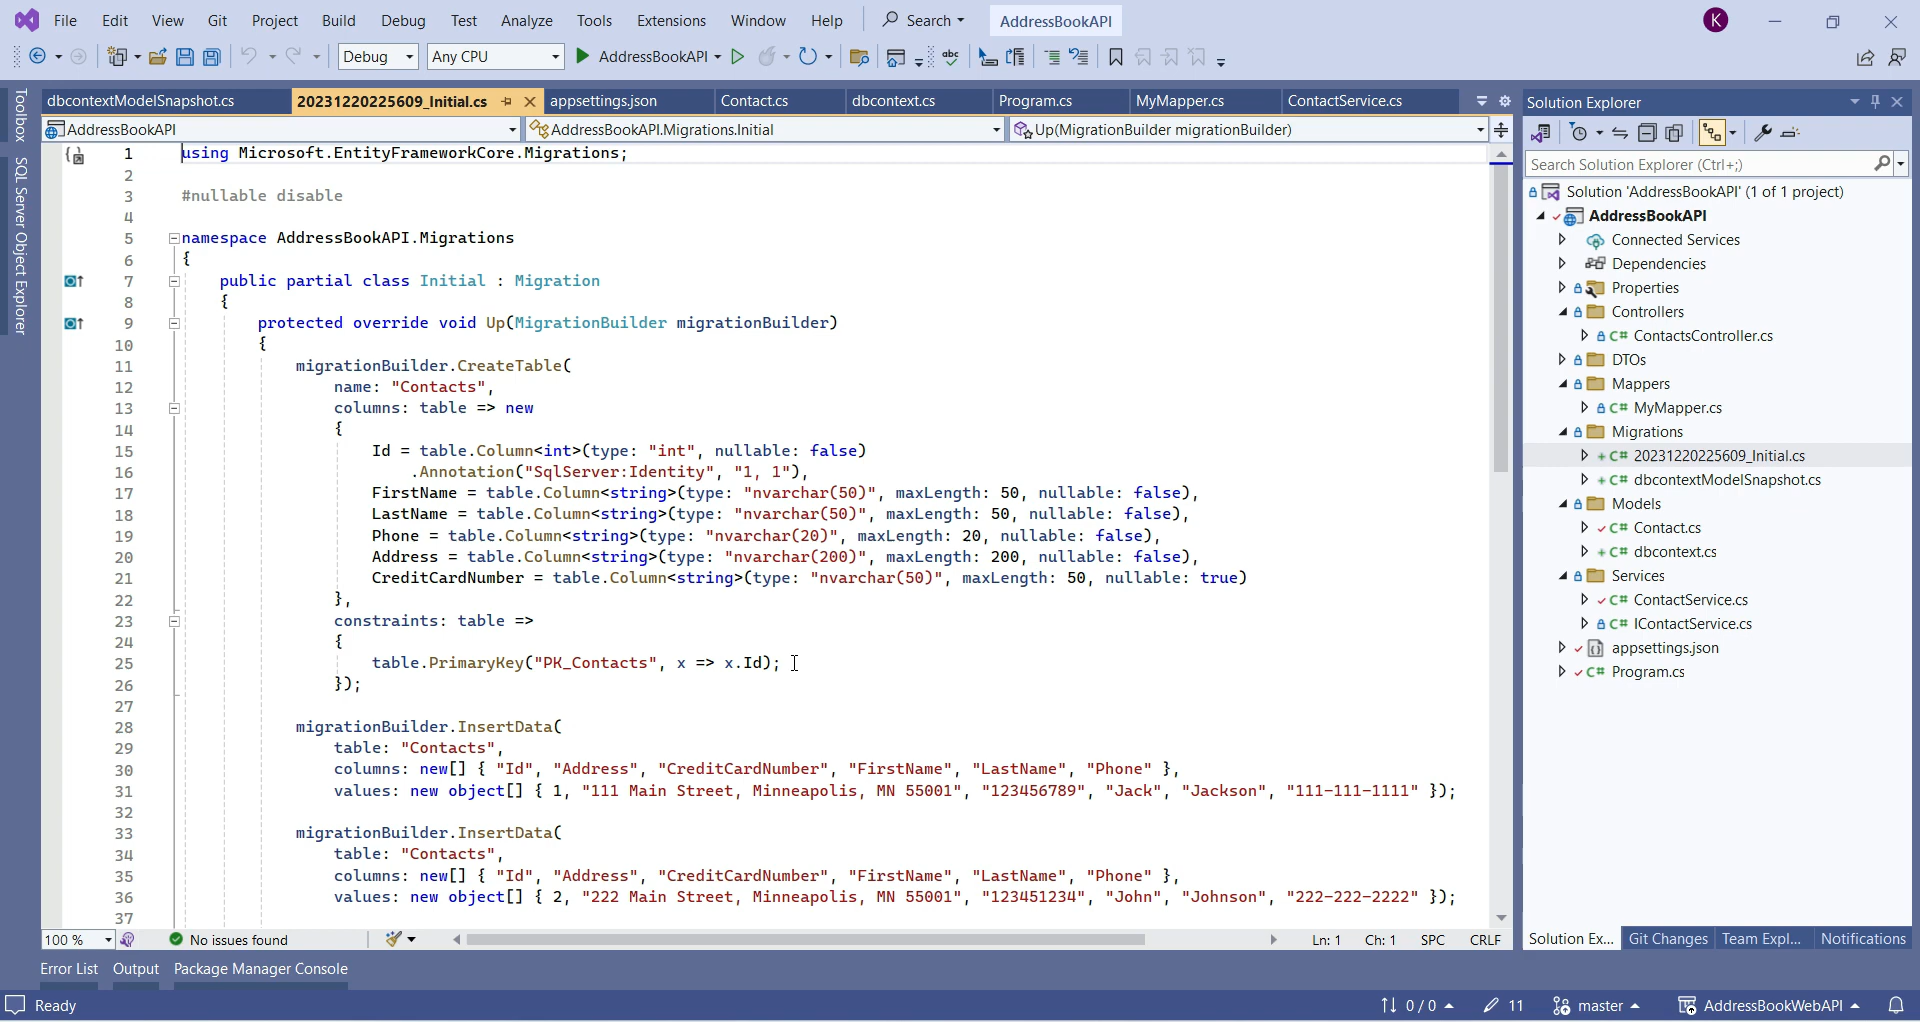 File Edit View Git Project Build Debug Test Analyze Tools Extensions Window Help Search AddressBookAPI K
Debug Any CPU AddressBookAPI abc
dbcontextModelSnapshot.cs 20231220225609_Initial.cs appsettings.json Contact.cs dbcontext.cs Program.cs MyMapper.cs ContactService.cs
AddressBookAPI AddressBookAPI.Migrations.Initial Up(MigrationBuilder migrationBuilder)
1 using Microsoft.EntityFrameworkCore.Migrations;
2
3 #nullable disable
4
5 namespace AddressBookAPI.Migrations
6 {
7 public partial class Initial : Migration
8 {
9 protected override void Up(MigrationBuilder migrationBuilder)
10 {
11 migrationBuilder.CreateTable(
12 name: "Contacts",
13 columns: table => new
14 {
15 Id = table.Column<int>(type: "int", nullable: false)
16 .Annotation("SqlServer:Identity", "1, 1"),
17 FirstName = table.Column<string>(type: "nvarchar(50)", maxLength: 50, nullable: false),
18 LastName = table.Column<string>(type: "nvarchar(50)", maxLength: 50, nullable: false),
19 Phone = table.Column<string>(type: "nvarchar(20)", maxLength: 20, nullable: false),
20 Address = table.Column<string>(type: "nvarchar(200)", maxLength: 200, nullable: false),
21 CreditCardNumber = table.Column<string>(type: "nvarchar(50)", maxLength: 50, nullable: true)
22 },
23 constraints: table =>
24 {
25 table.PrimaryKey("PK_Contacts", x => x.Id);
26 });
27
28 migrationBuilder.InsertData(
29 table: "Contacts",
30 columns: new[] { "Id", "Address", "CreditCardNumber", "FirstName", "LastName", "Phone" },
31 values: new object[] { 1, "111 Main Street, Minneapolis, MN 55001", "123456789", "Jack", "Jackson", "111-111-1111" });
32
33 migrationBuilder.InsertData(
34 table: "Contacts",
35 columns: new[] { "Id", "Address", "CreditCardNumber", "FirstName", "LastName", "Phone" },
36 values: new object[] { 2, "222 Main Street, Minneapolis, MN 55001", "123451234", "John", "Johnson", "222-222-2222" });
37
100 % No issues found Ln: 1 Ch: 1 SPC CRLF
Toolbox
SQL Server Object Explorer
Solution Explorer
Search Solution Explorer (Ctrl+;)
Solution 'AddressBookAPI' (1 of 1 project)
AddressBookAPI
Connected Services
Dependencies
Properties
Controllers
C# ContactsController.cs
DTOs
Mappers
C# MyMapper.cs
Migrations
C# 20231220225609_Initial.cs
C# dbcontextModelSnapshot.cs
Models
C# Contact.cs
C# dbcontext.cs
Services
C# ContactService.cs
C# IContactService.cs
appsettings.json
C# Program.cs
Solution Ex... Git Changes Team Expl... Notifications
Error List Output Package Manager Console
Ready 0 / 0 11 master AddressBookWebAPI